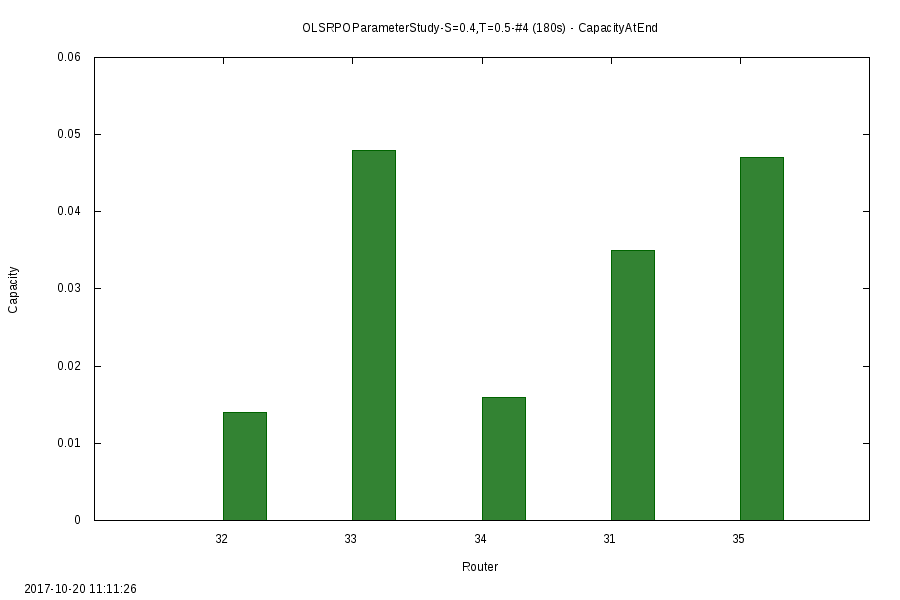 OLSRPOParameterStudy-S=0.4,T=0.5-#4 (180s) - CapacityAtEnd
0.06
0.05
0.04
0.03
0.02
0.01
0
Capacity
32 33 34 31 35
Router
2017-10-20 11:11:26